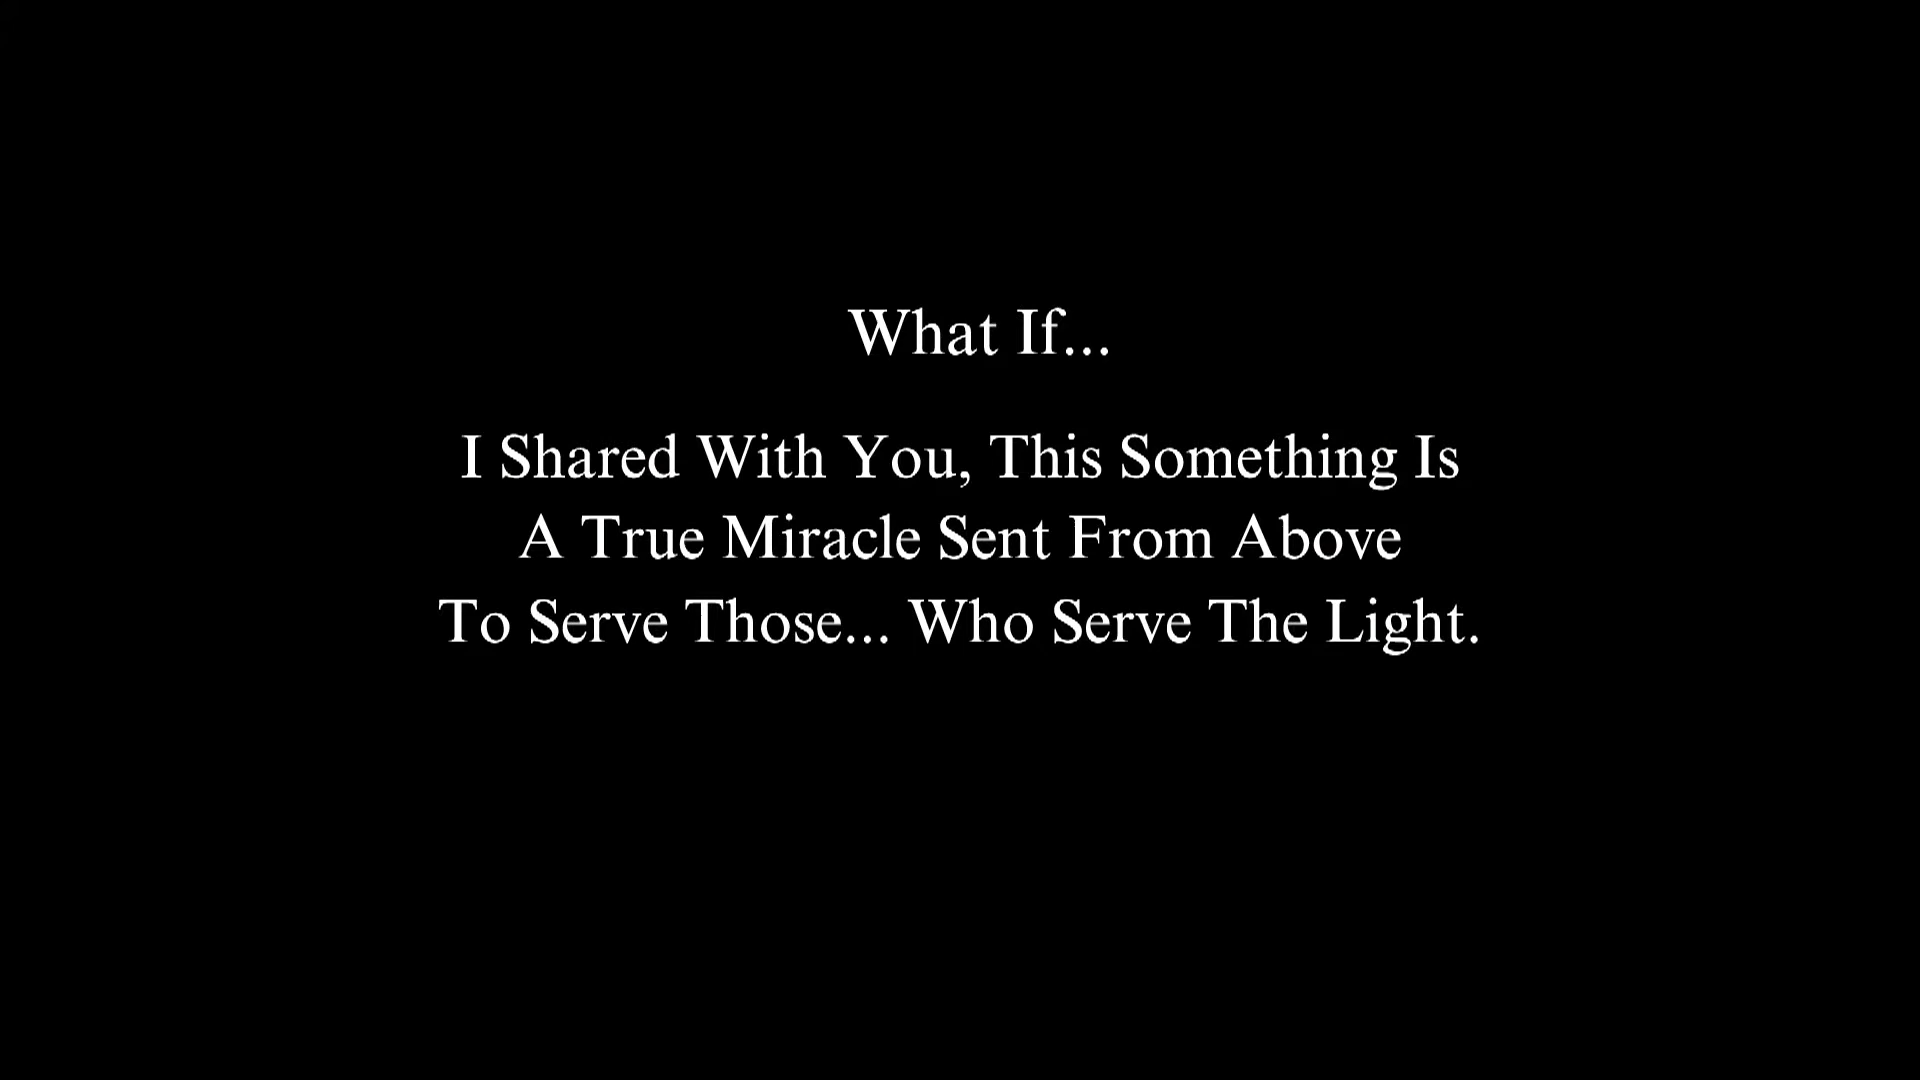 What If...
I Shared With You, This Something Is
A True Miracle Sent From Above
To Serve Those... Who Serve The Light.